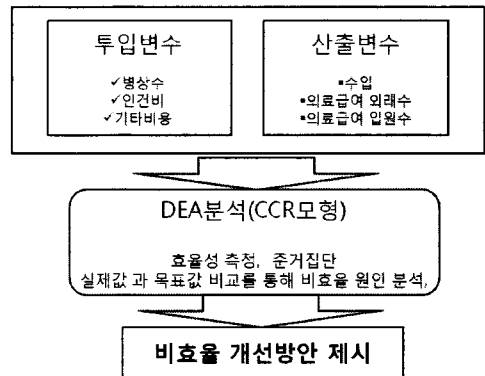 투입변수
✓병상수
✓인건비
✓기타비용
산출변수
▪수입
▪의료급여 외래수
▪의료급여 입원수
DEA분석(CCR모형)
효율성 측정, 준거집단
실제값 과 목표값 비교를 통해 비효율 원인 분석,
비효율 개선방안 제시